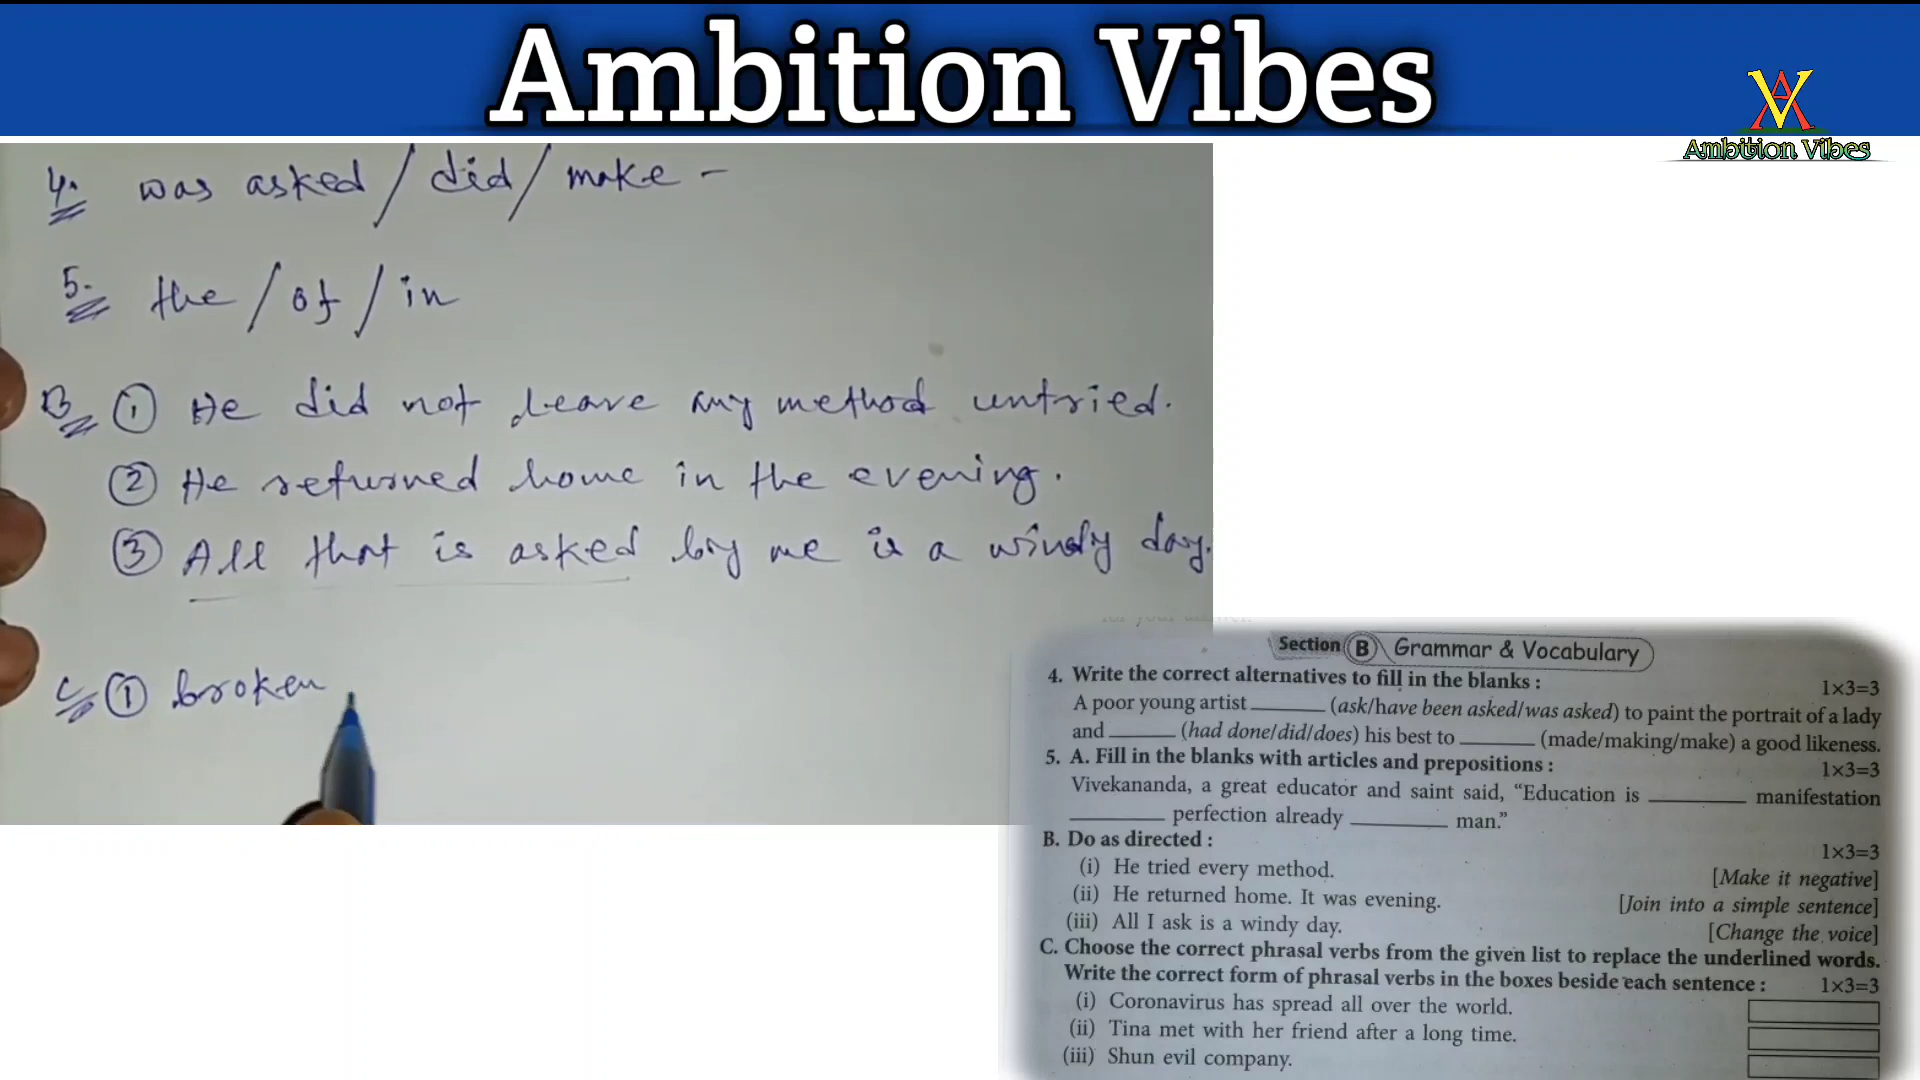 Ambition Vibes
Ambition Vibes
4. was asked / did / make -
5. the / of / in
B ① He did not leave any method untried.
② He returned home in the evening.
③ All that is asked by me is a windy day.
C ① broken
for your answer.
Section B Grammar & Vocabulary
4. Write the correct alternatives to fill in the blanks : 1×3=3
A poor young artist ________ (ask/have been asked/was asked) to paint the portrait of a lady
and ________ (had done/did/does) his best to ________ (made/making/make) a good likeness.
5. A. Fill in the blanks with articles and prepositions : 1×3=3
Vivekananda, a great educator and saint said, “Education is ________ manifestation
________ perfection already ________ man.”
B. Do as directed : 1×3=3
(i) He tried every method. [Make it negative]
(ii) He returned home. It was evening. [Join into a simple sentence]
(iii) All I ask is a windy day. [Change the voice]
C. Choose the correct phrasal verbs from the given list to replace the underlined words.
Write the correct form of phrasal verbs in the boxes beside each sentence : 1×3=3
(i) Coronavirus has spread all over the world.
(ii) Tina met with her friend after a long time.
(iii) Shun evil company.